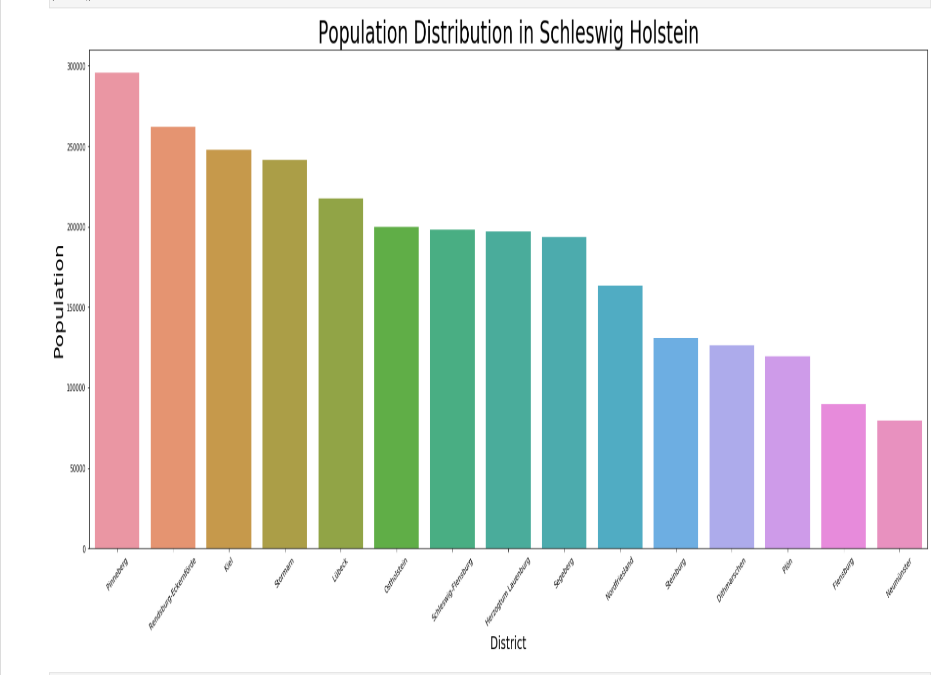 Population Distribution in Schleswig Holstein
300000
250000
200000
150000
100000
50000
0
Population
Pinneberg
Rendsburg-Eckernförde
Kiel
Stormarn
Lübeck
Ostholstein
Schleswig-Flensburg
Herzogtum Lauenburg
Segeberg
Nordfriesland
Steinburg
Dithmarschen
Plön
Flensburg
Neumünster
District